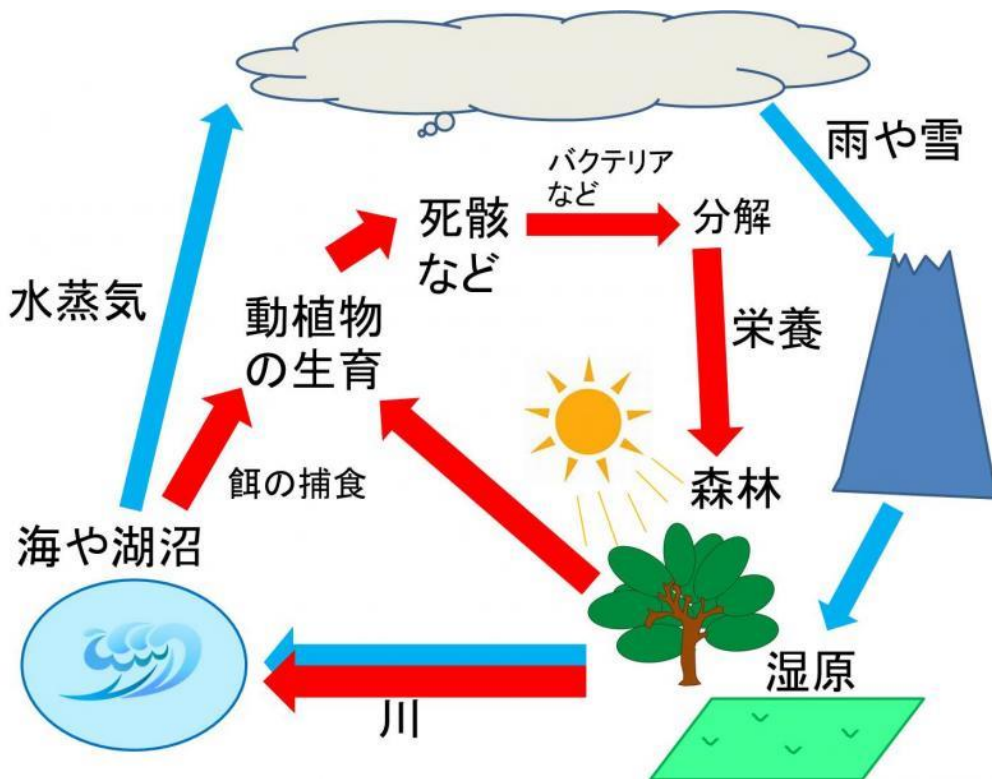 雨や雪
バクテリア
など
死骸
など
分解
水蒸気
動植物
の生育
栄養
餌の捕食
森林
海や湖沼
湿原
川